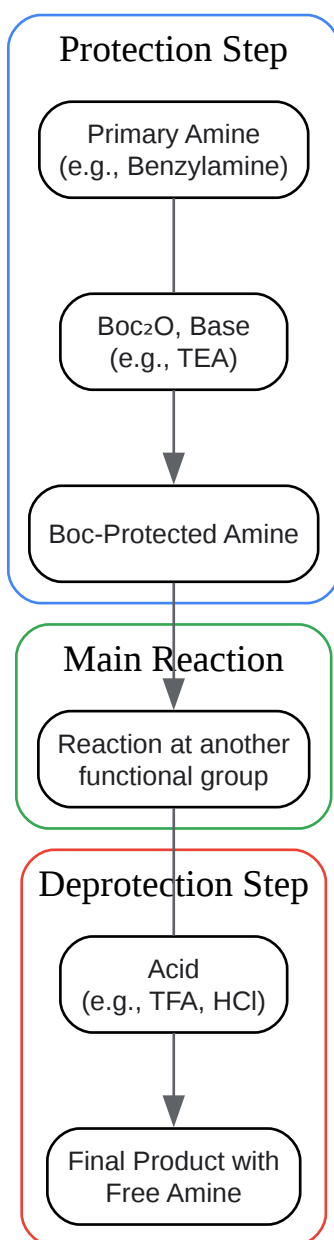 Protection Step
Primary Amine
(e.g., Benzylamine)
Boc₂O, Base
(e.g., TEA)
Boc-Protected Amine
Main Reaction
Reaction at another
functional group
Deprotection Step
Acid
(e.g., TFA, HCl)
Final Product with
Free Amine